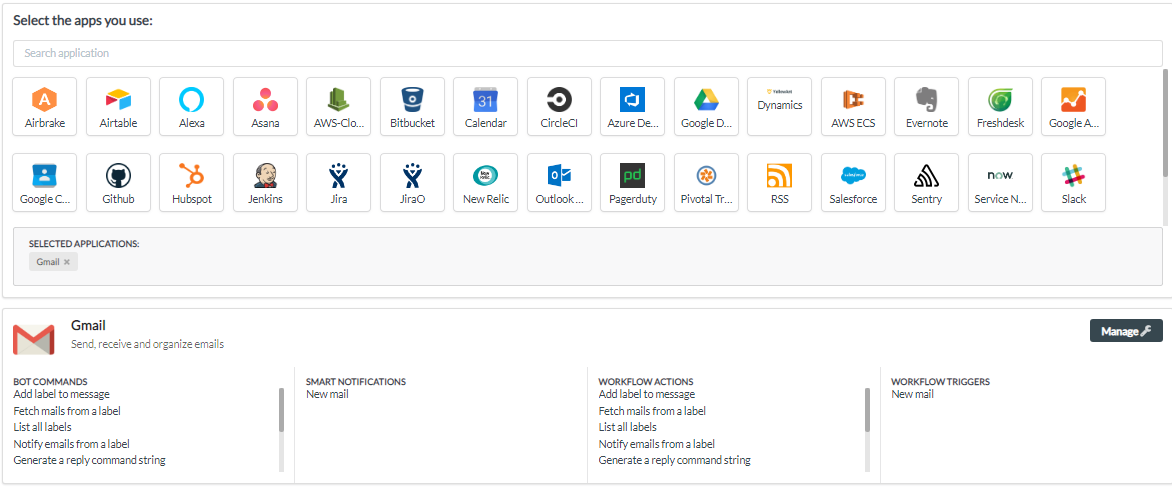 Select the apps you use:
Search application
Airbrake Airtable Alexa Asana AWS-Clo... Bitbucket Calendar CircleCI Azure De... Google D... Dynamics AWS ECS Evernote Freshdesk Google A...
Google C... Github Hubspot Jenkins Jira JiraO New Relic Outlook ... Pagerduty Pivotal Tr... RSS Salesforce Sentry Service N... Slack
SELECTED APPLICATIONS:
Gmail ×
Gmail
Send, receive and organize emails
Manage
BOT COMMANDS
Add label to message
Fetch mails from a label
List all labels
Notify emails from a label
Generate a reply command string
SMART NOTIFICATIONS
New mail
WORKFLOW ACTIONS
Add label to message
Fetch mails from a label
List all labels
Notify emails from a label
Generate a reply command string
WORKFLOW TRIGGERS
New mail